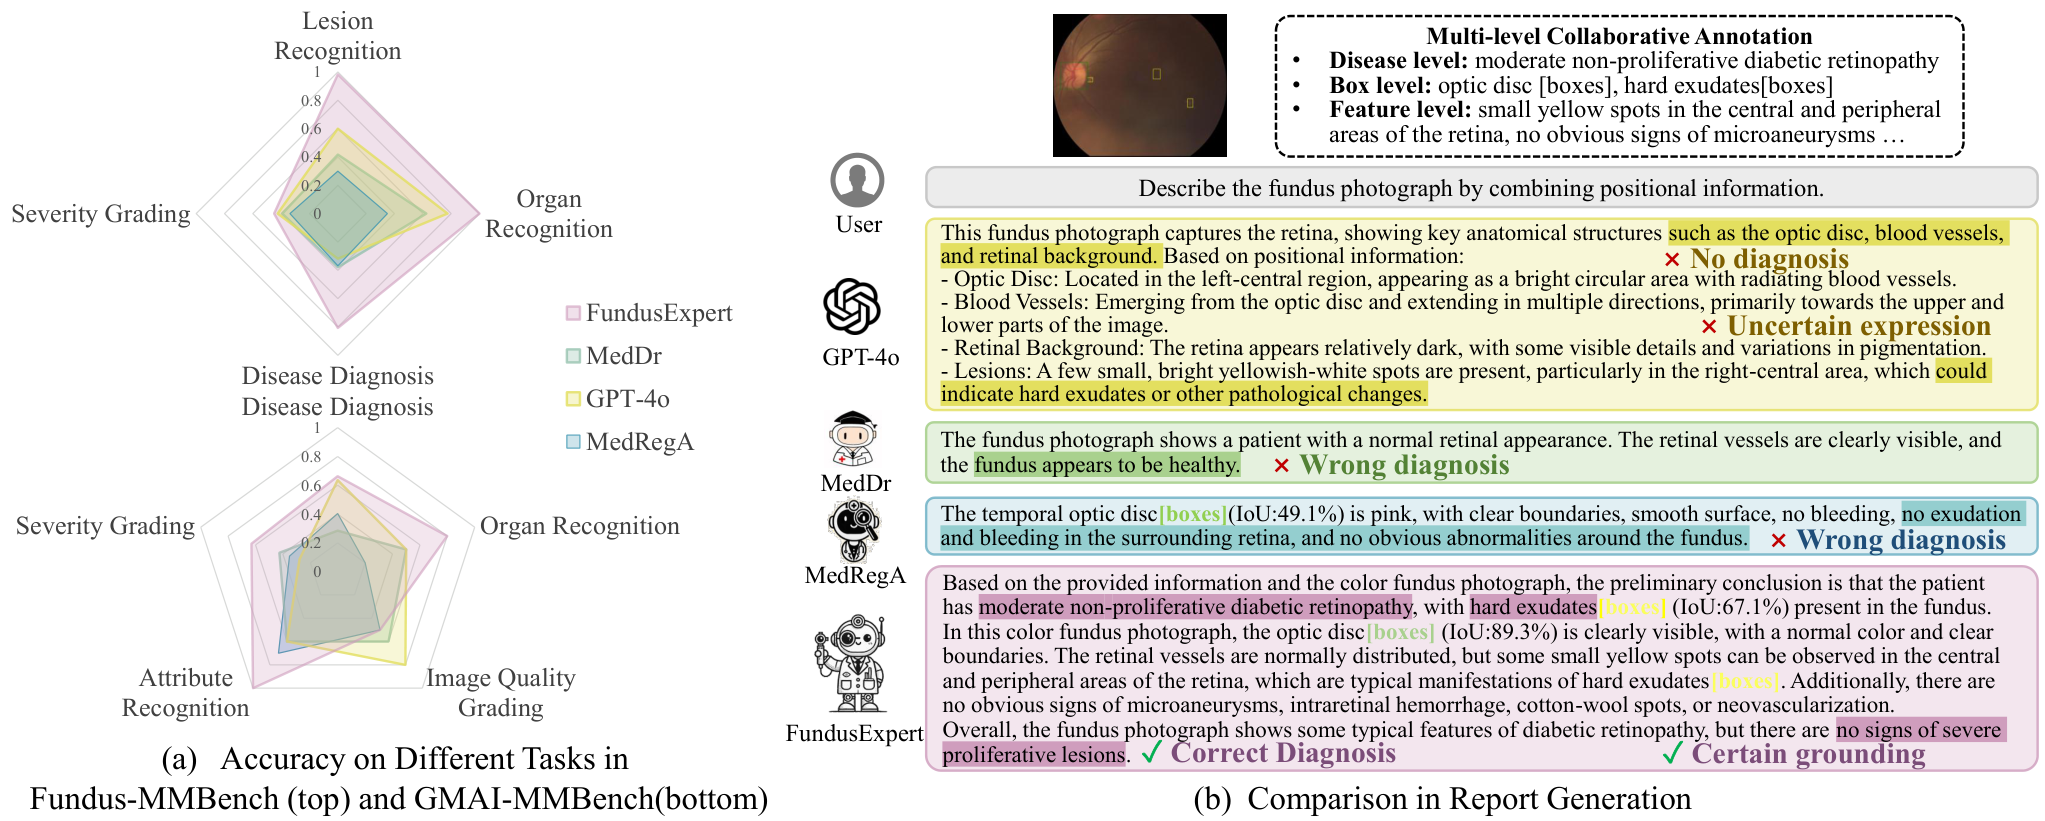 Lesion
Recognition
1
0.8
0.6
0.4
0.2
0
Severity Grading
Organ
Recognition
Disease Diagnosis
FundusExpert
MedDr
GPT-4o
MedRegA
Disease Diagnosis
1
0.8
0.6
0.4
0.2
0
Severity Grading
Organ Recognition
Attribute
Recognition
Image Quality
Grading
(a) Accuracy on Different Tasks in
Fundus-MMBench (top) and GMAI-MMBench(bottom)
Multi-level Collaborative Annotation
• Disease level: moderate non-proliferative diabetic retinopathy
• Box level: optic disc [boxes], hard exudates[boxes]
• Feature level: small yellow spots in the central and peripheral
areas of the retina, no obvious signs of microaneurysms …
User
Describe the fundus photograph by combining positional information.
GPT-4o
This fundus photograph captures the retina, showing key anatomical structures such as the optic disc, blood vessels,
and retinal background. Based on positional information:
× No diagnosis
- Optic Disc: Located in the left-central region, appearing as a bright circular area with radiating blood vessels.
- Blood Vessels: Emerging from the optic disc and extending in multiple directions, primarily towards the upper and
lower parts of the image.
× Uncertain expression
- Retinal Background: The retina appears relatively dark, with some visible details and variations in pigmentation.
- Lesions: A few small, bright yellowish-white spots are present, particularly in the right-central area, which could
indicate hard exudates or other pathological changes.
MedDr
The fundus photograph shows a patient with a normal retinal appearance. The retinal vessels are clearly visible, and
the fundus appears to be healthy. × Wrong diagnosis
MedRegA
The temporal optic disc[boxes](IoU:49.1%) is pink, with clear boundaries, smooth surface, no bleeding, no exudation
and bleeding in the surrounding retina, and no obvious abnormalities around the fundus. × Wrong diagnosis
FundusExpert
Based on the provided information and the color fundus photograph, the preliminary conclusion is that the patient
has moderate non-proliferative diabetic retinopathy, with hard exudates[boxes] (IoU:67.1%) present in the fundus.
In this color fundus photograph, the optic disc[boxes] (IoU:89.3%) is clearly visible, with a normal color and clear
boundaries. The retinal vessels are normally distributed, but some small yellow spots can be observed in the central
and peripheral areas of the retina, which are typical manifestations of hard exudates[boxes]. Additionally, there are
no obvious signs of microaneurysms, intraretinal hemorrhage, cotton-wool spots, or neovascularization.
Overall, the fundus photograph shows some typical features of diabetic retinopathy, but there are no signs of severe
proliferative lesions. ✓ Correct Diagnosis ✓ Certain grounding
(b) Comparison in Report Generation